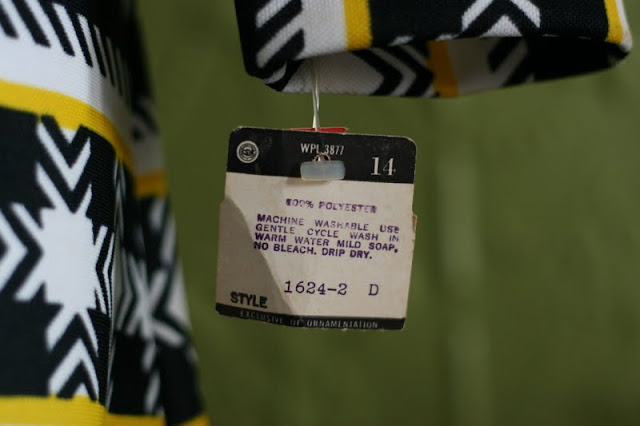 WPL 3877
14
100% POLYESTER
MACHINE WASHABLE USE
GENTLE CYCLE WASH IN
WARM WATER MILD SOAP,
NO BLEACH. DRIP DRY.
STYLE 1624-2 D
EXCLUSIVE OF ORNAMENTATION